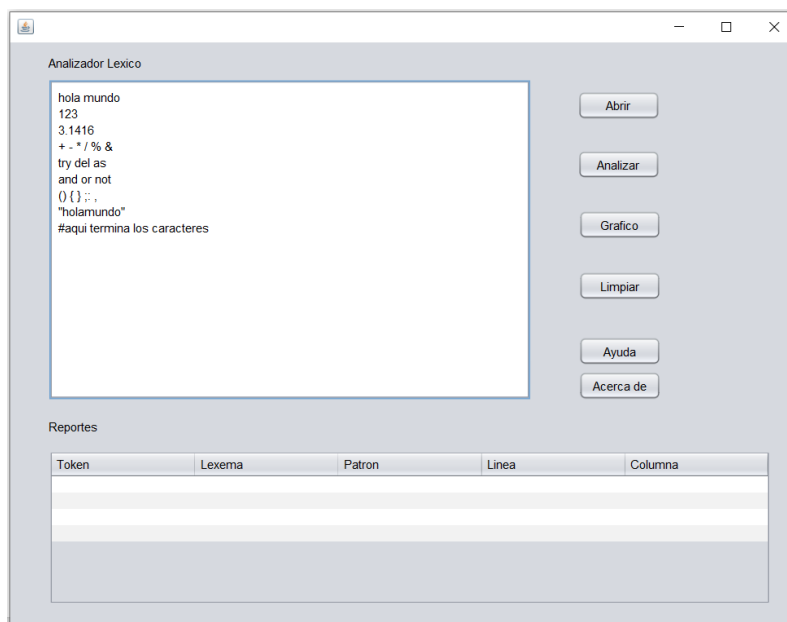 Analizador Lexico
hola mundo
123
3.1416
+ - * / % &
try del as
and or not
() { } ;: ,
"holamundo"
#aqui termina los caracteres
Abrir
Analizar
Grafico
Limpiar
Ayuda
Acerca de
Reportes
Token Lexema Patron Linea Columna